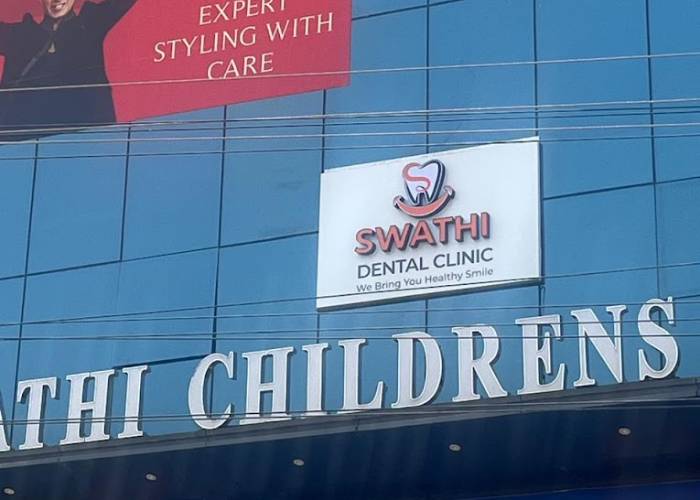 EXPERT
STYLING WITH
CARE
SWATHI
DENTAL CLINIC
We Bring You Healthy Smile
ATHI CHILDRENS